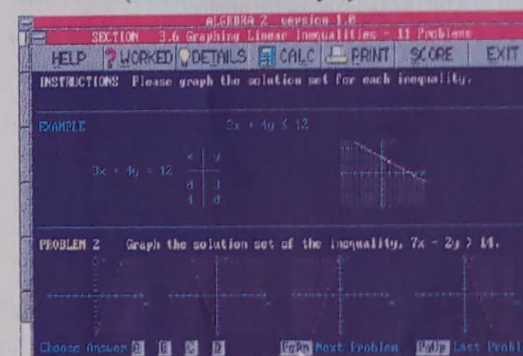 ALGEBRA 2 version 1.0
SECTION 3.6 Graphing Linear Inequalities - 11 Problems
HELP ? WORKED DETAILS CALC PRINT SCORE EXIT
INSTRUCTIONS Please graph the solution set for each inequality.
EXAMPLE 3x + 4y ≤ 12
x y
3x + 4y = 12
0 3
4 0
PROBLEM 2 Graph the solution set of the inequality, 7x - 2y > 14.
Choose Answer A B C D PgDn Next Problem PgUp Last Probl